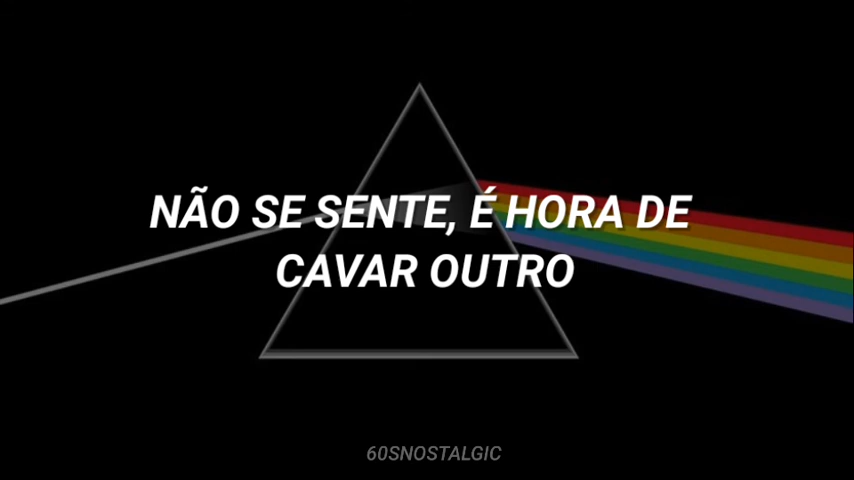 NÃO SE SENTE, É HORA DE
CAVAR OUTRO
60SNOSTALGIC